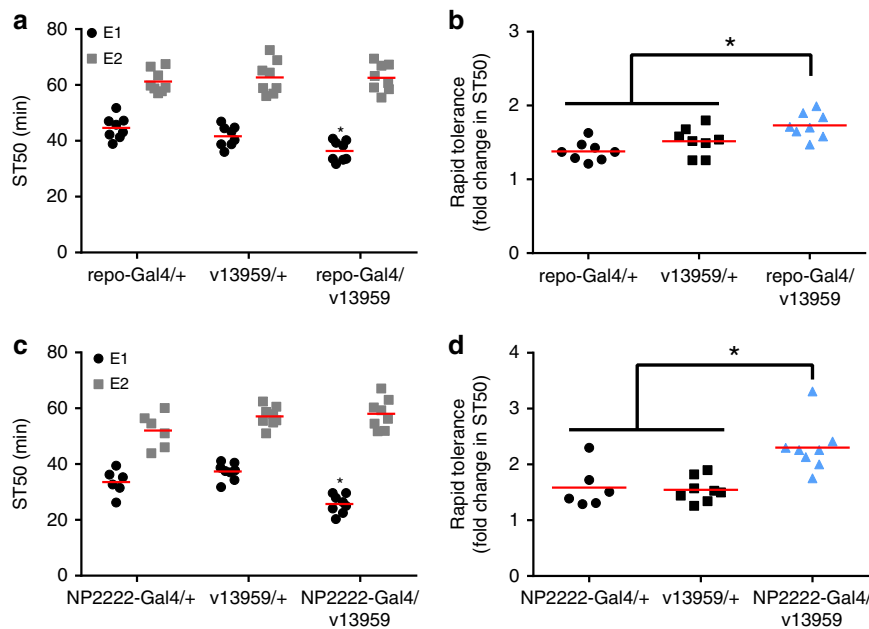 a
E1
E2
ST50 (min)
80
60
40
20
0
*
repo-Gal4/+
v13959/+
repo-Gal4/
v13959
b
Rapid tolerance
(fold change in ST50)
3
2
1
0
*
repo-Gal4/+
v13959/+
repo-Gal4/
v13959
c
E1
E2
ST50 (min)
80
60
40
20
0
*
NP2222-Gal4/+
v13959/+
NP2222-Gal4/
v13959
d
Rapid tolerance
(fold change in ST50)
4
3
2
1
0
*
NP2222-Gal4/+
v13959/+
NP2222-Gal4/
v13959